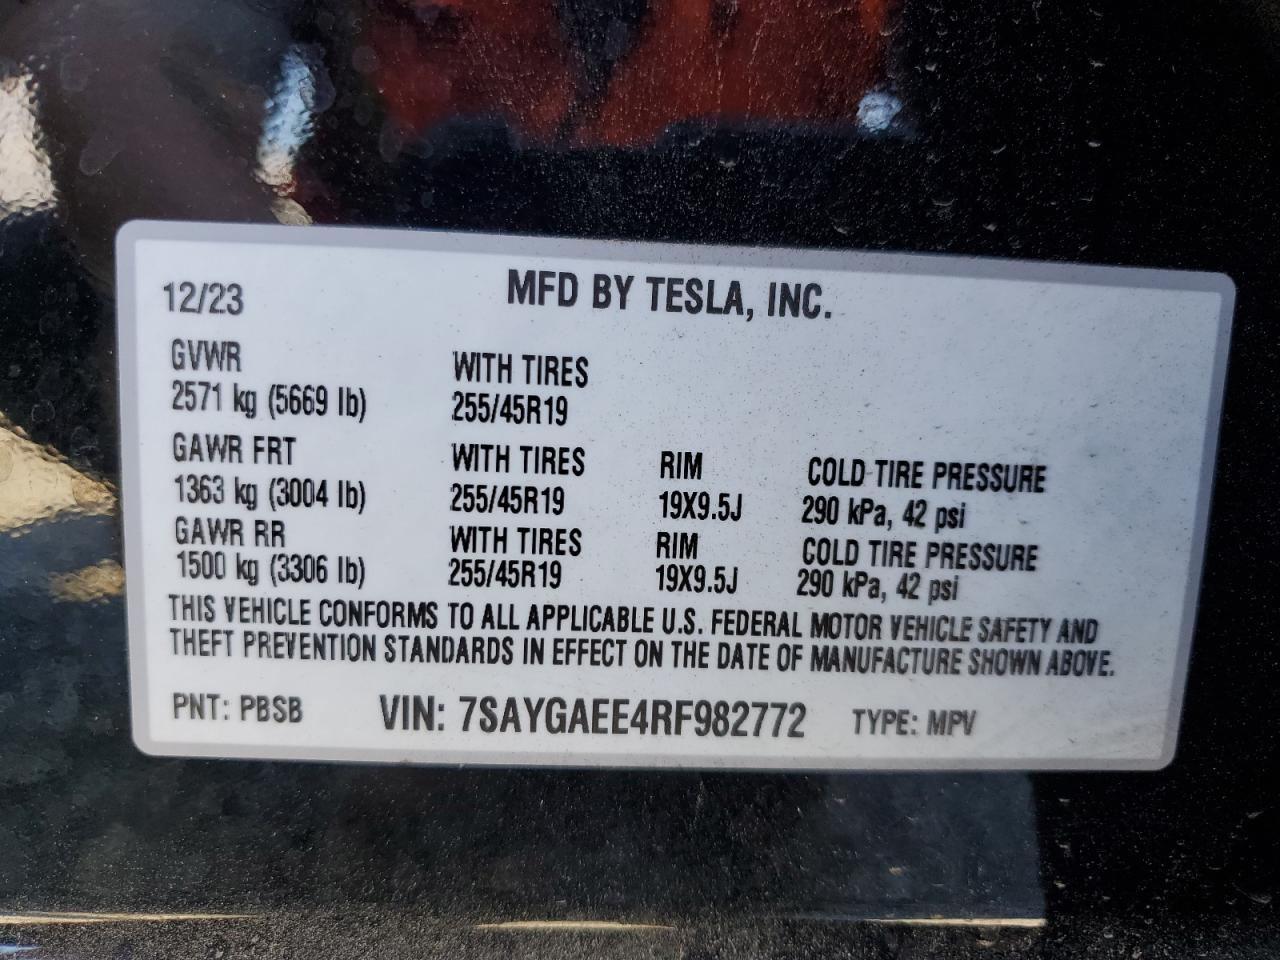 12/23 MFD BY TESLA, INC.
GVWR WITH TIRES
2571 kg (5669 lb) 255/45R19
GAWR FRT WITH TIRES RIM COLD TIRE PRESSURE
1363 kg (3004 lb) 255/45R19 19X9.5J 290 kPa, 42 psi
GAWR RR WITH TIRES RIM COLD TIRE PRESSURE
1500 kg (3306 lb) 255/45R19 19X9.5J 290 kPa, 42 psi
THIS VEHICLE CONFORMS TO ALL APPLICABLE U.S. FEDERAL MOTOR VEHICLE SAFETY AND
THEFT PREVENTION STANDARDS IN EFFECT ON THE DATE OF MANUFACTURE SHOWN ABOVE.
PNT: PBSB VIN: 7SAYGAEE4RF982772 TYPE: MPV